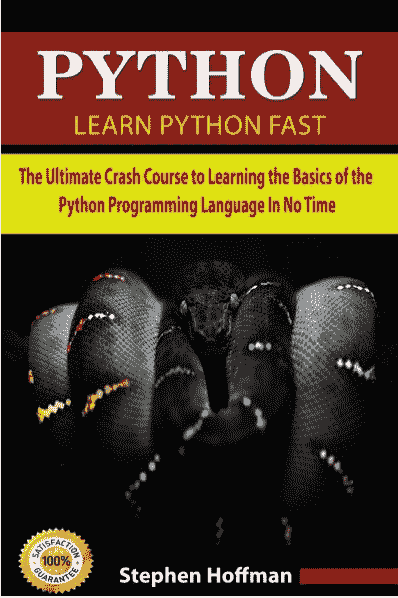 PYTHON
LEARN PYTHON FAST
The Ultimate Crash Course to Learning the Basics of the
Python Programming Language In No Time
SATISFACTION
100%
GUARANTEE
Stephen Hoffman